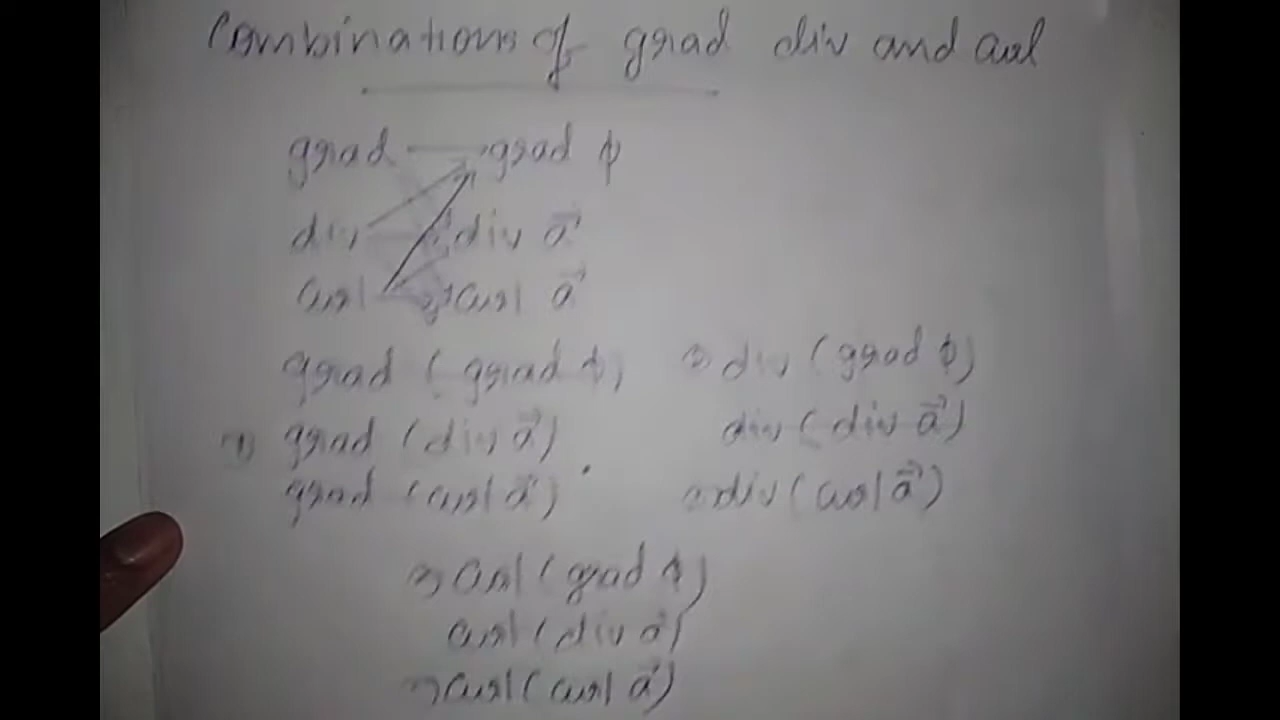 Combinations of grad div and curl
grad grad φ
div div a⃗
curl curl a⃗
grad (grad φ)
div (grad φ)
1) grad (div a⃗)
div (div a⃗)
grad (curl a⃗)
div (curl a⃗)
curl (grad φ)
curl (div a⃗)
curl (curl a⃗)